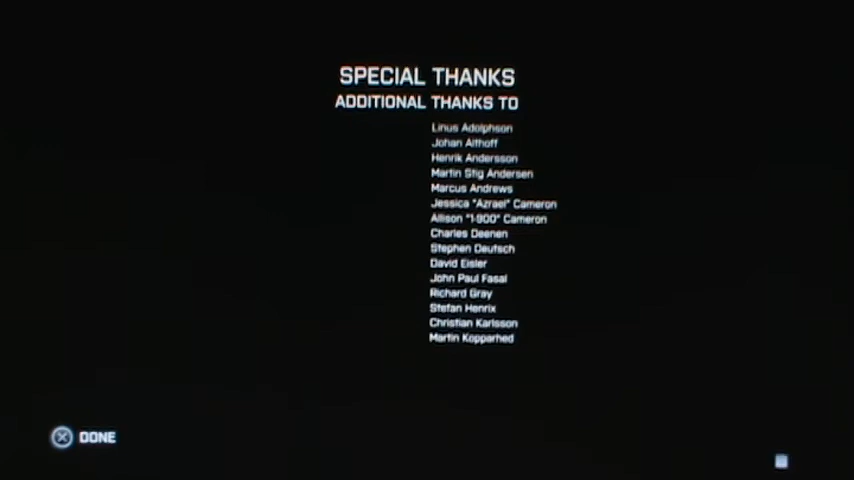 SPECIAL THANKS
ADDITIONAL THANKS TO
Linus Adolphson
Johan Althoff
Henrik Andersson
Martin Stig Andersen
Marcus Andrews
Jessica "Azrael" Cameron
Allison "1-900" Cameron
Charles Deenen
Stephen Deutsch
David Eisler
John Paul Fasal
Richard Gray
Stefan Henrix
Christian Karlsson
Martin Kopparhed
DONE